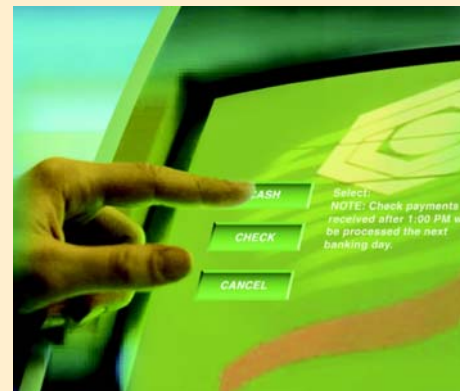 CASH
Select:
NOTE: Check payments
received after 1:00 PM
be processed the next
banking day.
CHECK
CANCEL